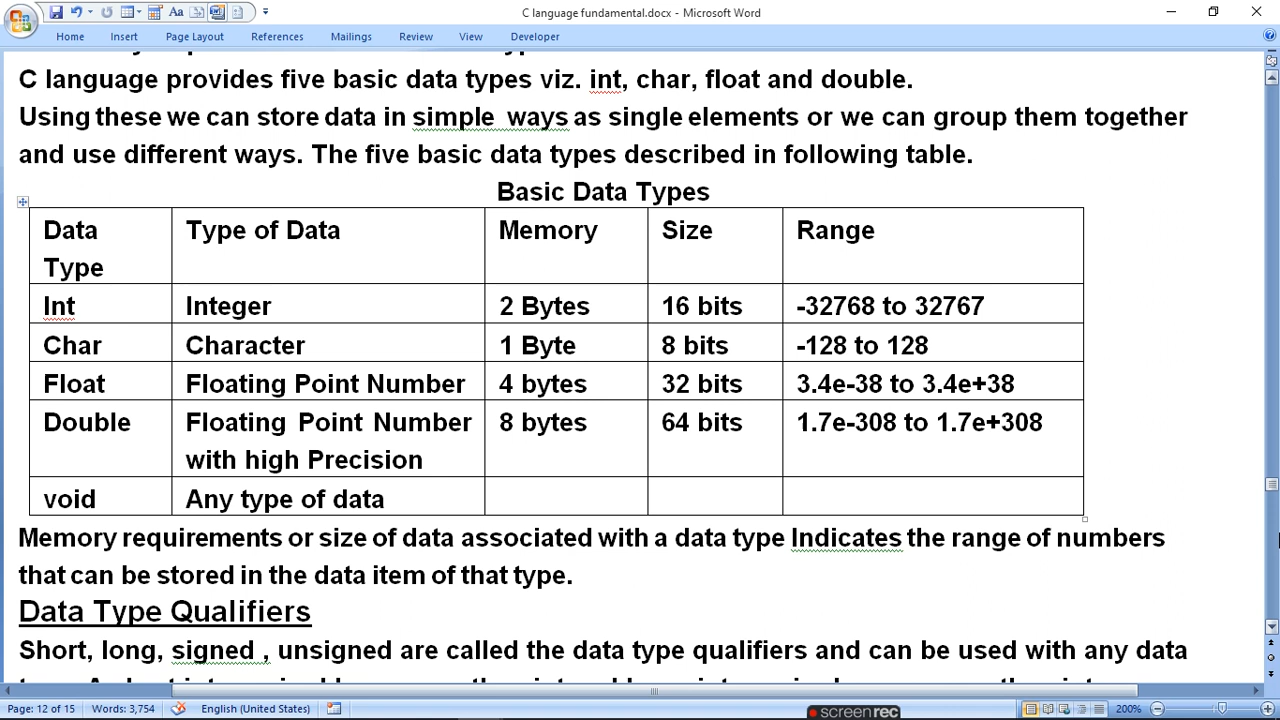 C language fundamental.docx - Microsoft Word
Home Insert Page Layout References Mailings Review View Developer
C language provides five basic data types viz. int, char, float and double.
Using these we can store data in simple ways as single elements or we can group them together
and use different ways. The five basic data types described in following table.
Basic Data Types
Data Type of Data Memory Size Range
Type
Int Integer 2 Bytes 16 bits -32768 to 32767
Char Character 1 Byte 8 bits -128 to 128
Float Floating Point Number 4 bytes 32 bits 3.4e-38 to 3.4e+38
Double Floating Point Number 8 bytes 64 bits 1.7e-308 to 1.7e+308
with high Precision
void Any type of data
Memory requirements or size of data associated with a data type Indicates the range of numbers
that can be stored in the data item of that type.
Data Type Qualifiers
Short, long, signed , unsigned are called the data type qualifiers and can be used with any data
Page: 12 of 15 Words: 3,754 English (United States) 200%
screenrec